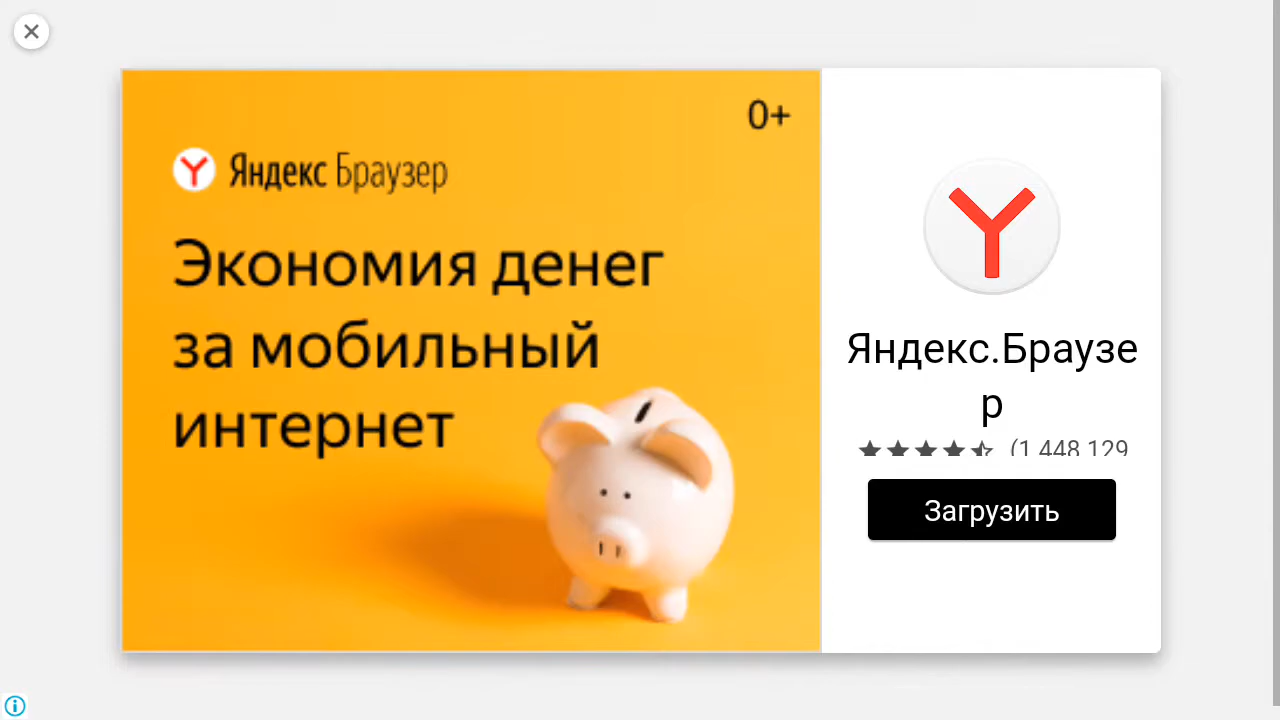 0+
Яндекс Браузер
Экономия денег
за мобильный
интернет
Яндекс.Браузе
р
(1 448 129
Загрузить